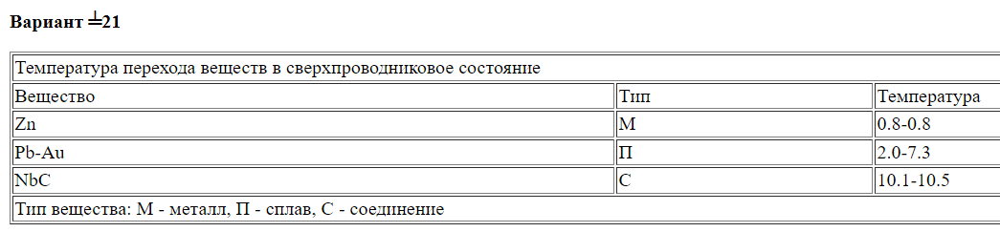 Вариант ╧21
Температура перехода веществ в сверхпроводниковое состояние
Вещество Тип Температура
Zn М 0.8-0.8
Pb-Au П 2.0-7.3
NbC С 10.1-10.5
Тип вещества: М - металл, П - сплав, С - соединение